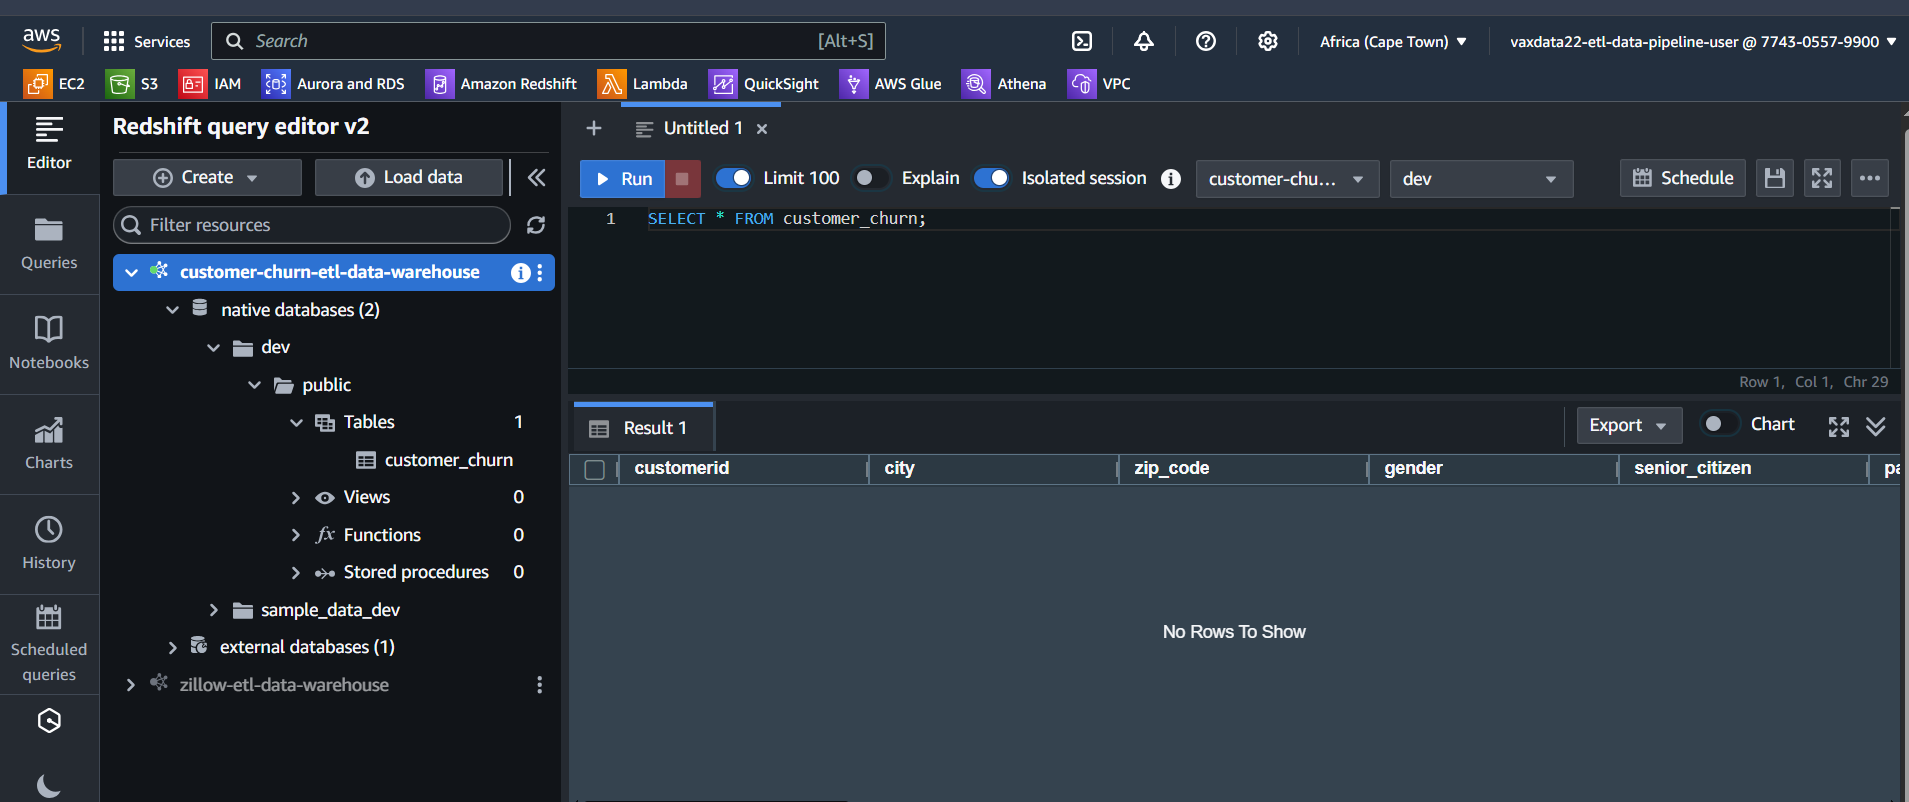 aws
Services
Search
[Alt+S]
Africa (Cape Town)
vaxdata22-etl-data-pipeline-user @ 7743-0557-9900
EC2
S3
IAM
Aurora and RDS
Amazon Redshift
Lambda
QuickSight
AWS Glue
Athena
VPC
Editor
Queries
Notebooks
Charts
History
Scheduled
queries
Redshift query editor v2
Create
Load data
Filter resources
customer-churn-etl-data-warehouse
native databases (2)
dev
public
Tables 1
customer_churn
Views 0
Functions 0
Stored procedures 0
sample_data_dev
external databases (1)
zillow-etl-data-warehouse
Untitled 1
Run
Limit 100
Explain
Isolated session
customer-chu...
dev
Schedule
1 SELECT * FROM customer_churn;
Row 1, Col 1, Chr 29
Result 1
Export
Chart
customerid city zip_code gender senior_citizen pa
No Rows To Show